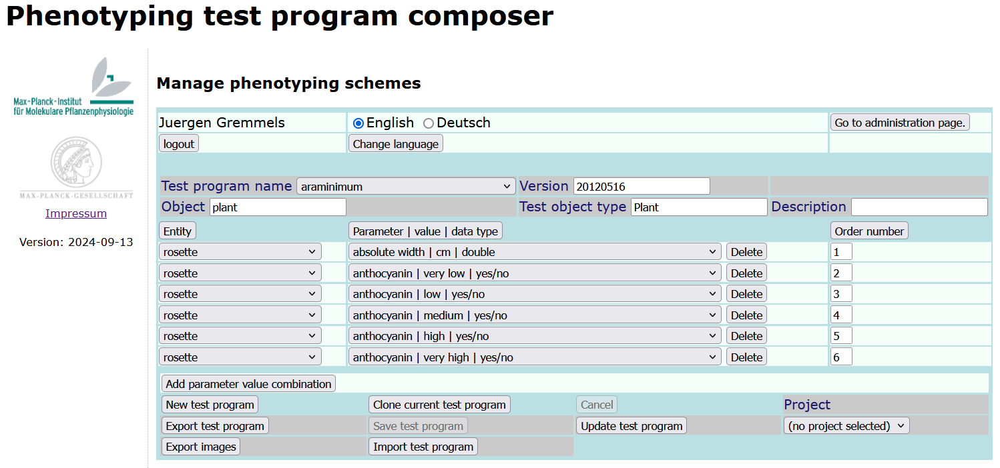 Phenotyping test program composer
Max-Planck-Institut
für Molekulare Pflanzenphysiologie
MAX-PLANCK-GESELLSCHAFT
Impressum
Version: 2024-09-13
Manage phenotyping schemes
Juergen Gremmels English Deutsch Go to administration page.
logout Change language
Test program name araminimum Version 20120516
Object plant Test object type Plant Description
Entity Parameter | value | data type Order number
rosette absolute width | cm | double Delete 1
rosette anthocyanin | very low | yes/no Delete 2
rosette anthocyanin | low | yes/no Delete 3
rosette anthocyanin | medium | yes/no Delete 4
rosette anthocyanin | high | yes/no Delete 5
rosette anthocyanin | very high | yes/no Delete 6
Add parameter value combination
New test program Clone current test program Cancel Project
Export test program Save test program Update test program (no project selected)
Export images Import test program